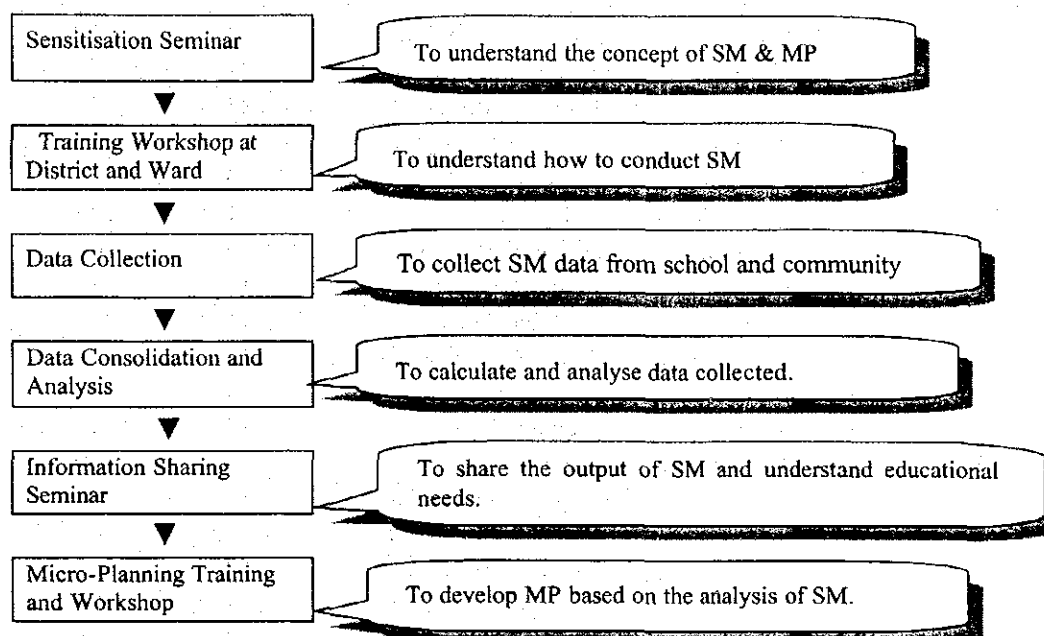 Sensitisation Seminar
To understand the concept of SM & MP
Training Workshop at
District and Ward
To understand how to conduct SM
Data Collection
To collect SM data from school and community
Data Consolidation and
Analysis
To calculate and analyse data collected.
Information Sharing
Seminar
To share the output of SM and understand educational
needs.
Micro-Planning Training
and Workshop
To develop MP based on the analysis of SM.